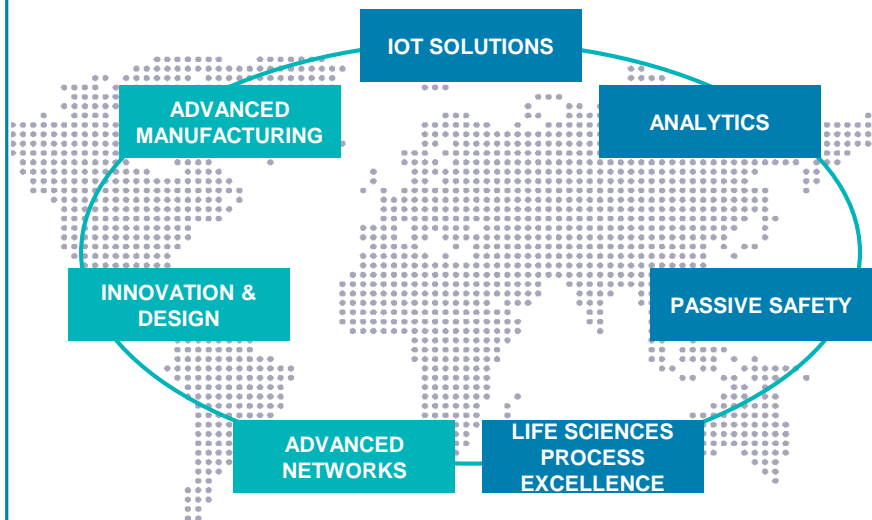 IOT SOLUTIONS
ADVANCED
MANUFACTURING
ANALYTICS
INNOVATION &
DESIGN
PASSIVE SAFETY
ADVANCED
NETWORKS
LIFE SCIENCES
PROCESS
EXCELLENCE